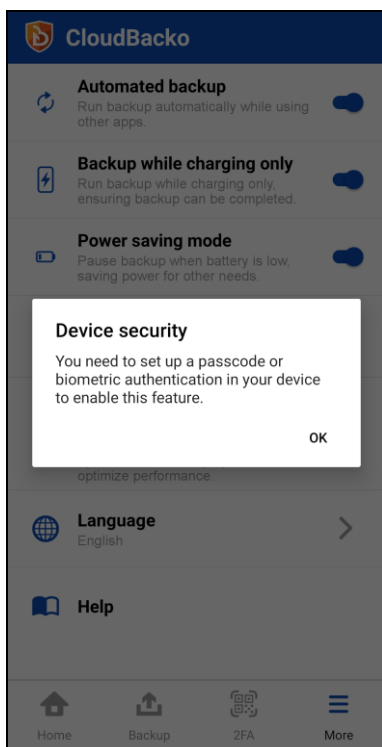 CloudBacko
Automated backup
Run backup automatically while using
other apps.
Backup while charging only
Run backup while charging only,
ensuring backup can be completed.
Power saving mode
Pause backup when battery is low,
saving power for other needs.
Device security
You need to set up a passcode or
biometric authentication in your device
to enable this feature.
OK
optimize performance.
Language
English
Help
Home
Backup
2FA
More